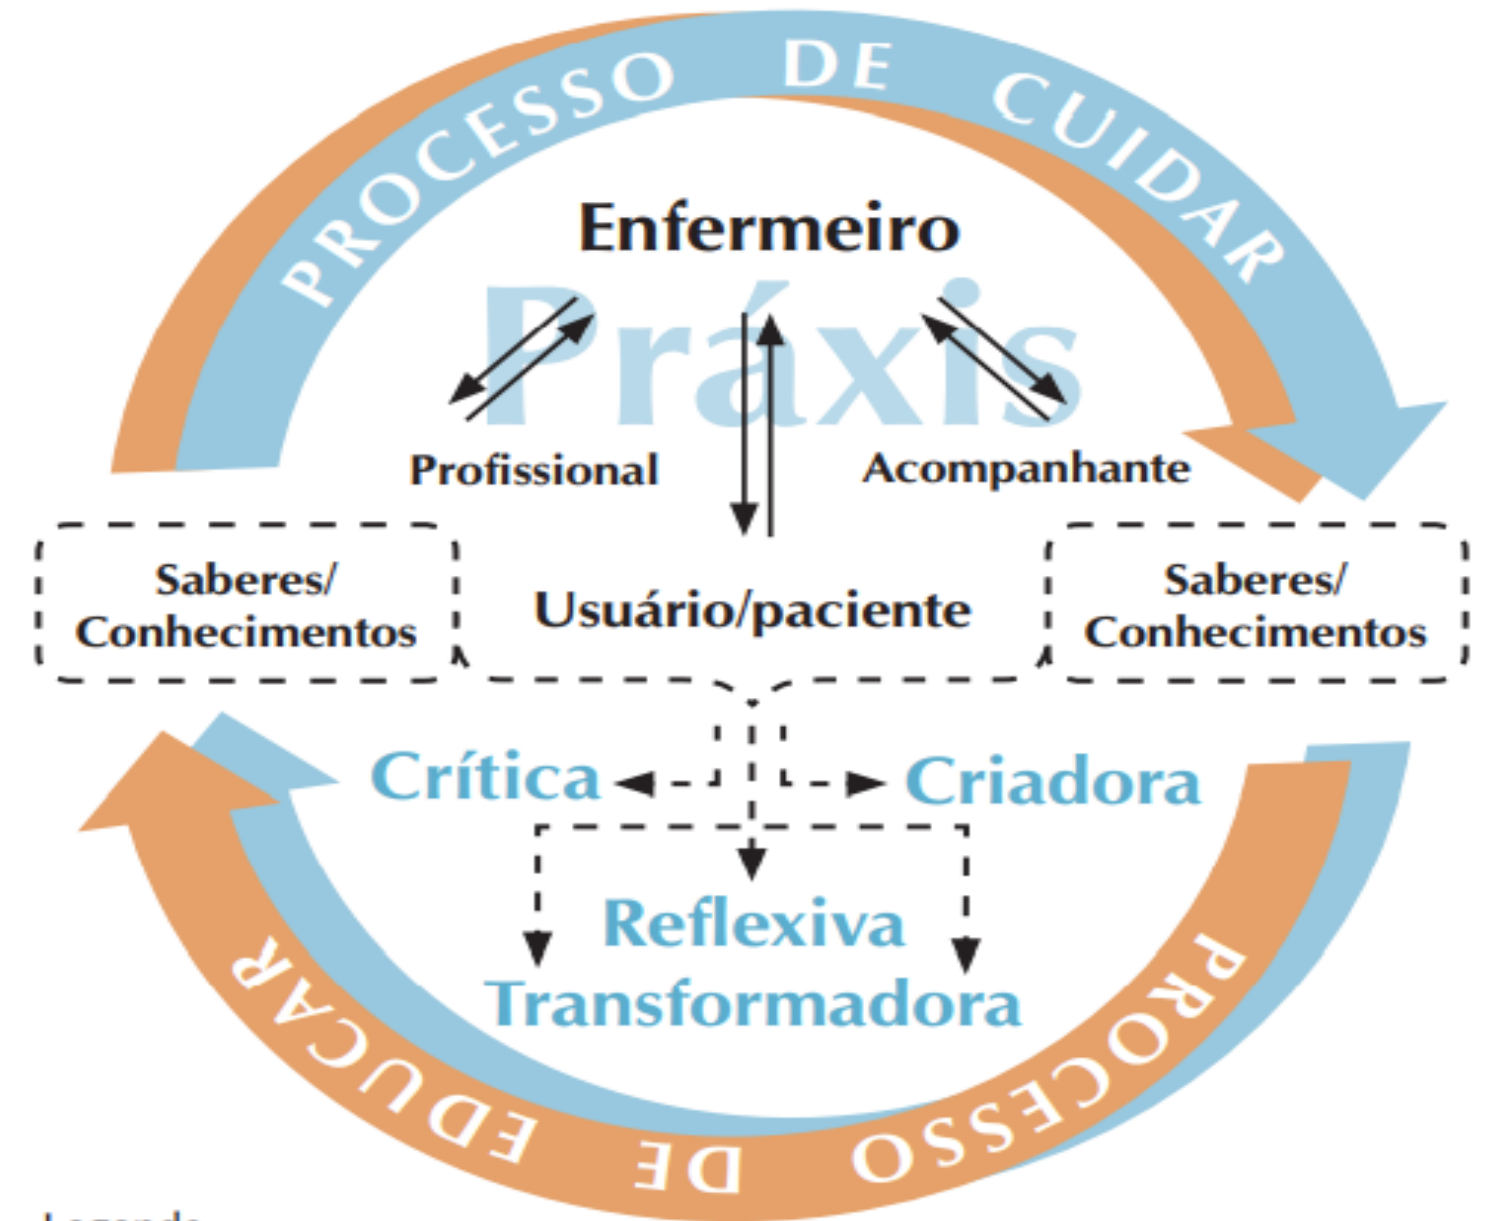 PROCESSO DE CUIDAR
Enfermeiro
Práxis
Profissional
Acompanhante
Saberes/
Conhecimentos
Usuário/paciente
Saberes/
Conhecimentos
Crítica
Criadora
Reflexiva
Transformadora
PROCESSO DE EDUCAR